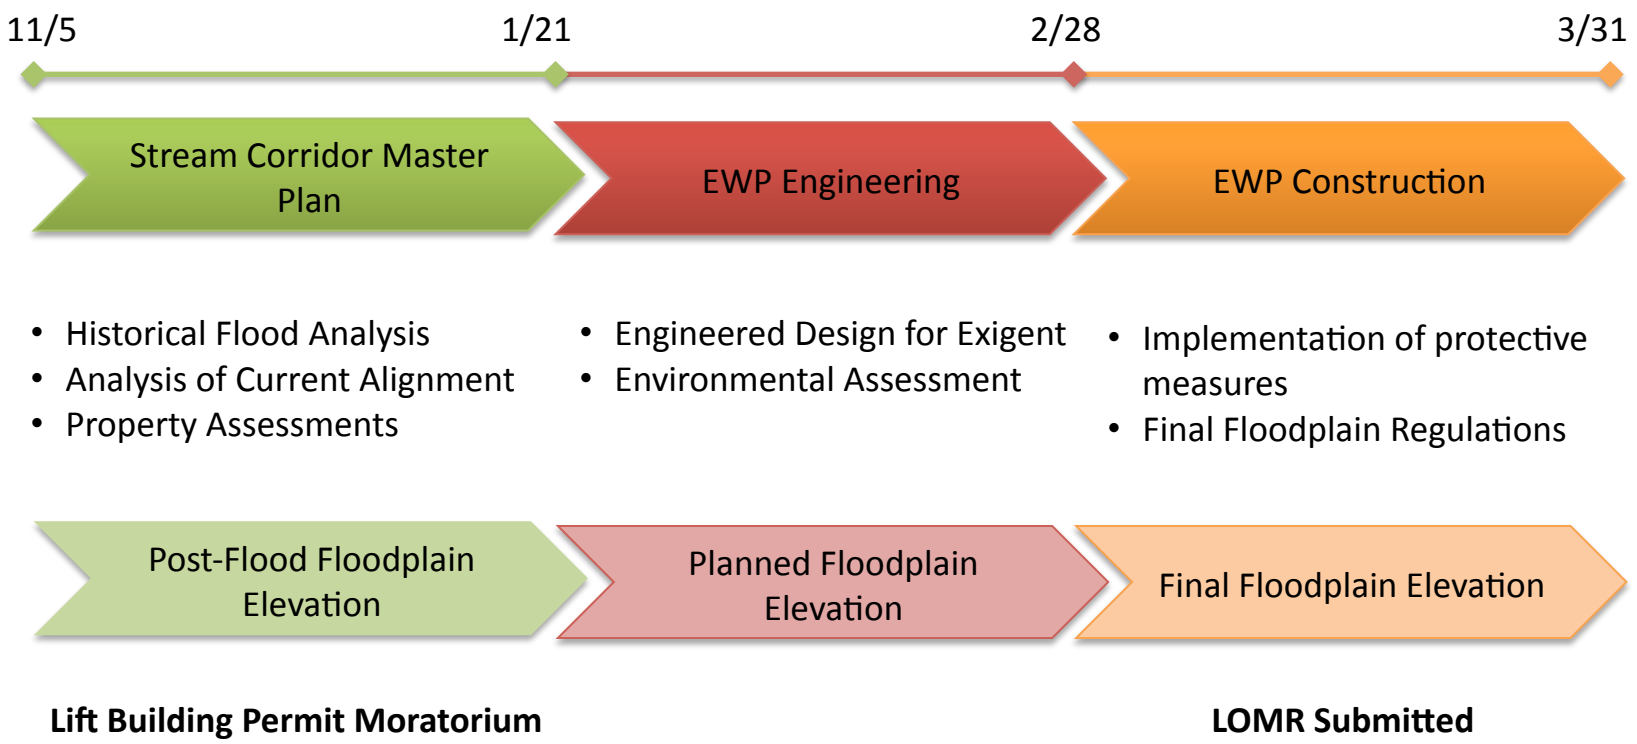 11/5 1/21 2/28 3/31
Stream Corridor Master
Plan
EWP Engineering
EWP Construction
• Historical Flood Analysis
• Analysis of Current Alignment
• Property Assessments
• Engineered Design for Exigent
• Environmental Assessment
• Implementation of protective
measures
• Final Floodplain Regulations
Post-Flood Floodplain
Elevation
Planned Floodplain
Elevation
Final Floodplain Elevation
Lift Building Permit Moratorium
LOMR Submitted